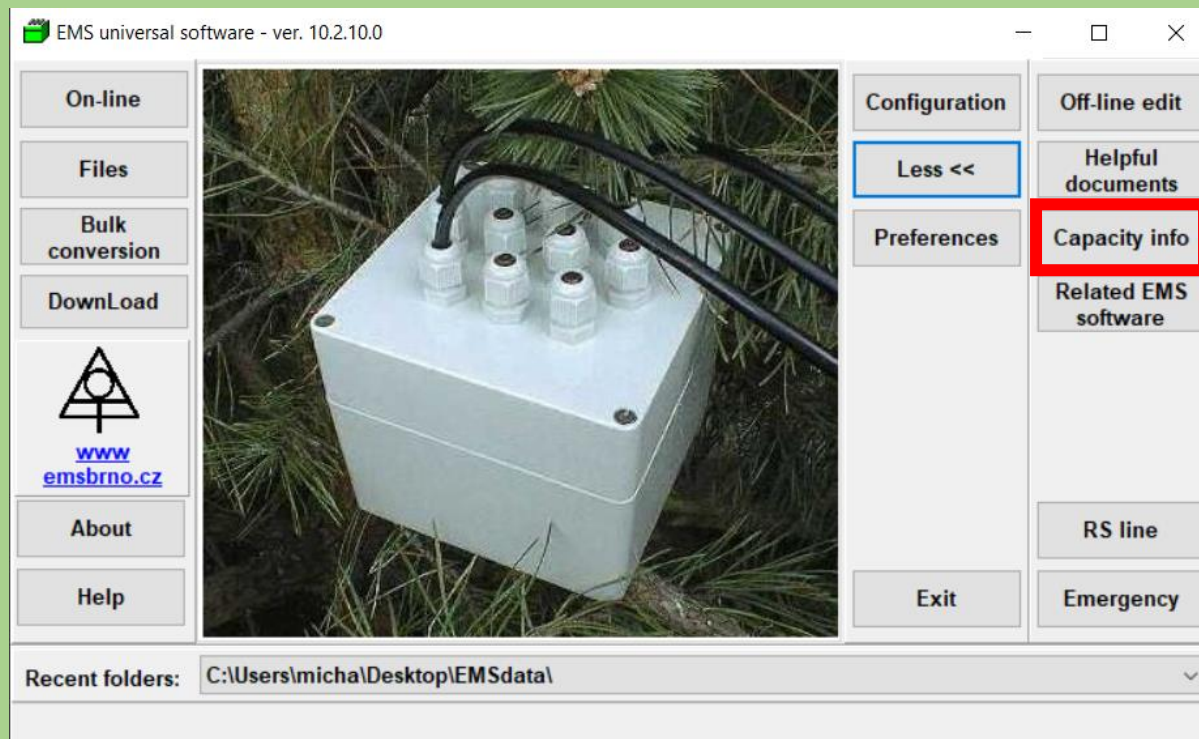 EMS universal software - ver. 10.2.10.0
On-line
Files
Bulk
conversion
DownLoad
www
emsbrno.cz
About
Help
Configuration
Less <<
Preferences
Exit
Off-line edit
Helpful
documents
Capacity info
Related EMS
software
RS line
Emergency
Recent folders: C:\Users\micha\Desktop\EMSdata\